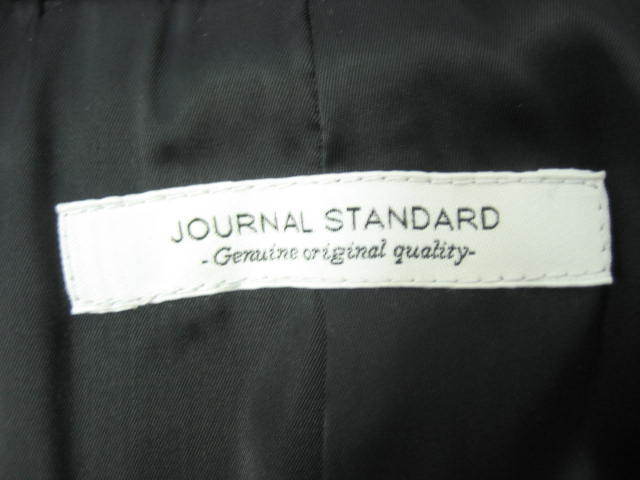 JOURNAL STANDARD
-Genuine original quality-